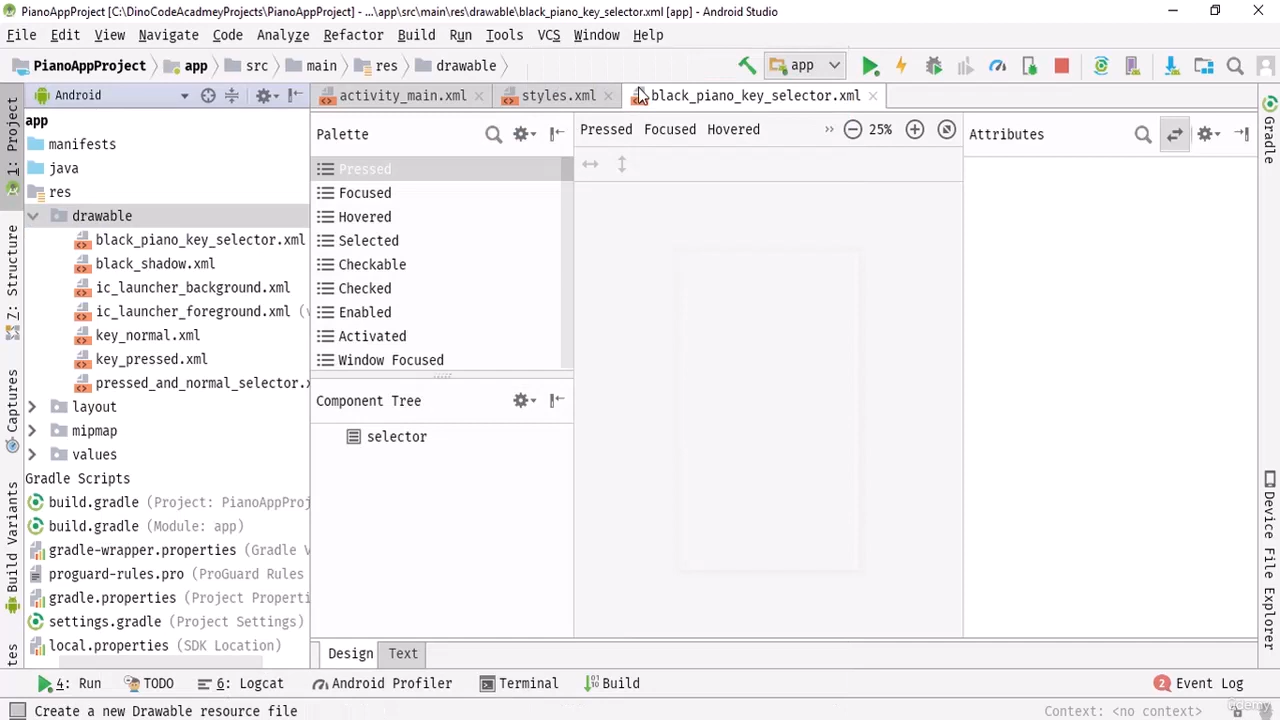 PianoAppProject [C:\DinoCodeAcadmeyProjects\PianoAppProject] - ...\app\src\main\res\drawable\black_piano_key_selector.xml [app] - Android Studio
File Edit View Navigate Code Analyze Refactor Build Run Tools VCS Window Help
PianoAppProject app src main res drawable app
Android activity_main.xml styles.xml black_piano_key_selector.xml
1: Project
Z: Structure
Captures
Build Variants
app
manifests
java
res
drawable
black_piano_key_selector.xml
black_shadow.xml
ic_launcher_background.xml
ic_launcher_foreground.xml (v
key_normal.xml
key_pressed.xml
pressed_and_normal_selector.x
layout
mipmap
values
Gradle Scripts
build.gradle (Project: PianoAppProj
build.gradle (Module: app)
gradle-wrapper.properties (Gradle V
proguard-rules.pro (ProGuard Rules
gradle.properties (Project Properti
settings.gradle (Project Settings)
local.properties (SDK Location)
Palette
Pressed
Focused
Hovered
Selected
Checkable
Checked
Enabled
Activated
Window Focused
Component Tree
selector
Pressed Focused Hovered » 25%
Attributes
Gradle
Device File Explorer
Design Text
4: Run TODO 6: Logcat Android Profiler Terminal Build 2 Event Log
Create a new Drawable resource file Context: <no context>